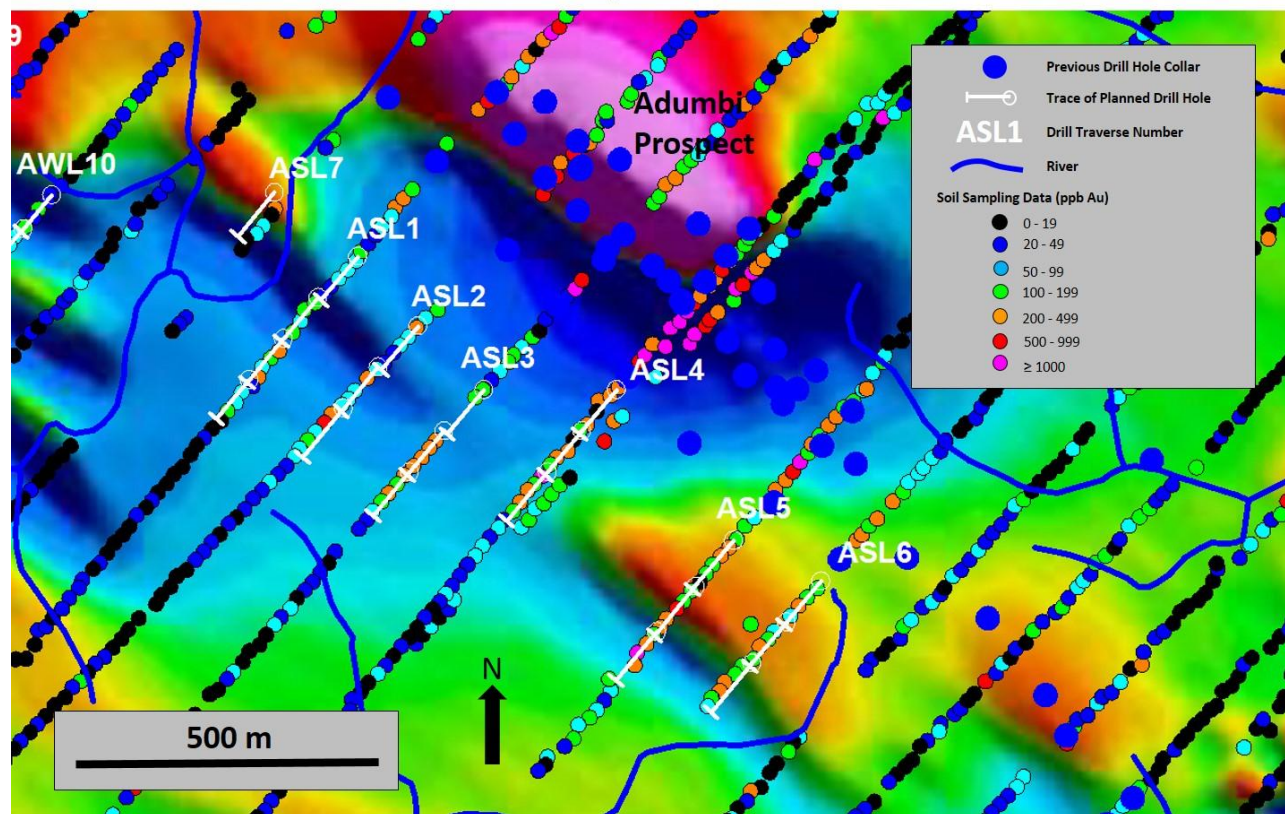 9
Adumbi
Prospect
AWL10
ASL7
ASL1
ASL2
ASL3
ASL4
ASL5
ASL6
N
500 m
Previous Drill Hole Collar
Trace of Planned Drill Hole
ASL1 Drill Traverse Number
River
Soil Sampling Data (ppb Au)
0 - 19
20 - 49
50 - 99
100 - 199
200 - 499
500 - 999
≥ 1000